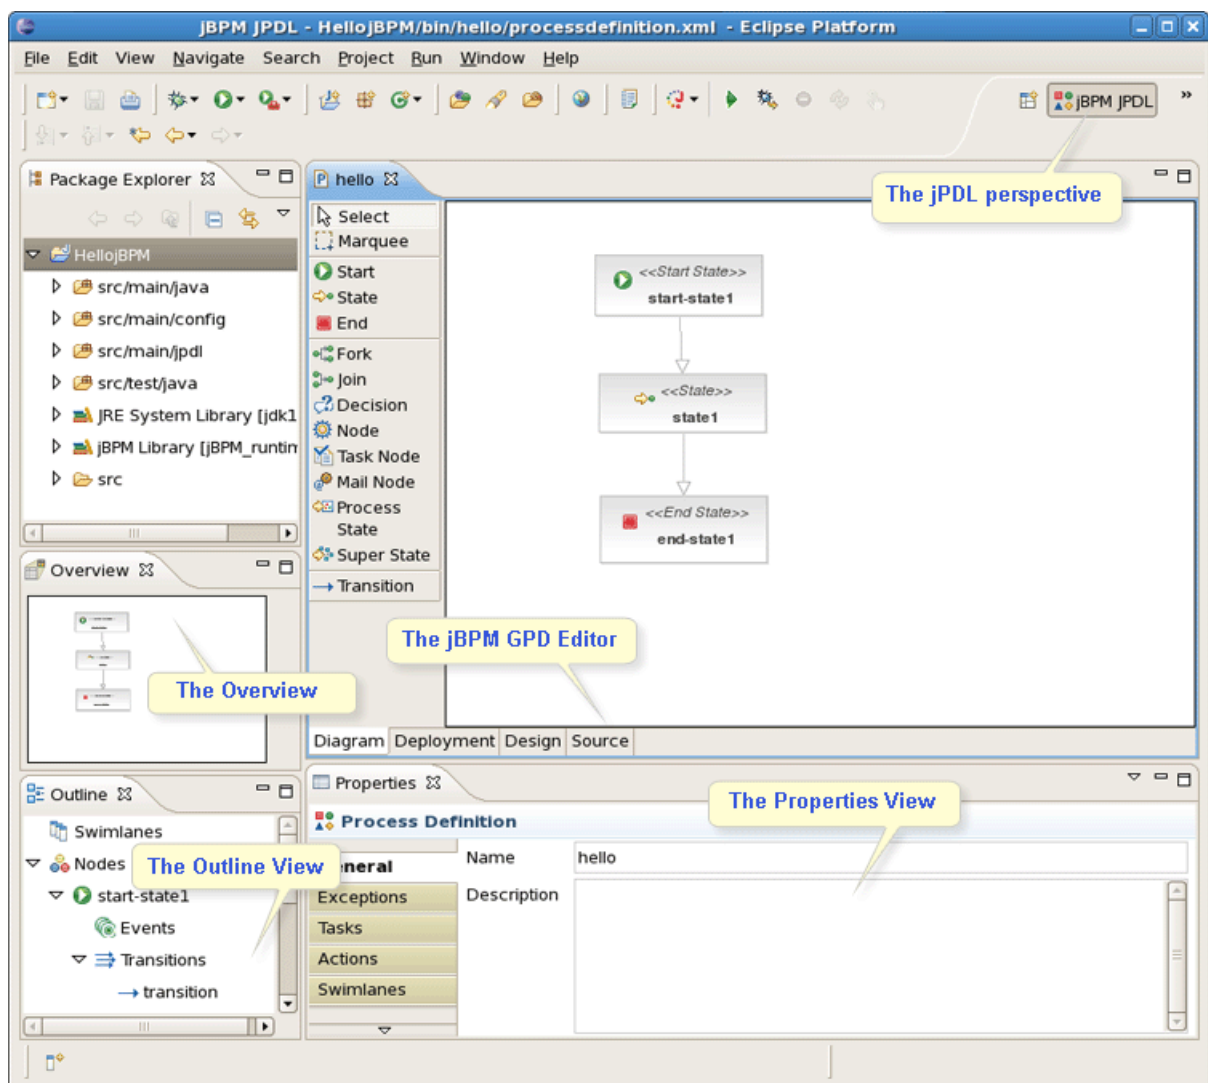 jBPM JPDL - HellojBPM/bin/hello/processdefinition.xml - Eclipse Platform
File Edit View Navigate Search Project Run Window Help
jBPM JPDL
»
The jPDL perspective
Package Explorer
HellojBPM
src/main/java
src/main/config
src/main/jpdl
src/test/java
JRE System Library [jdk1
jBPM Library [jBPM_runtin
src
hello
Select
Marquee
Start
State
End
Fork
Join
Decision
Node
Task Node
Mail Node
Process
State
Super State
Transition
<<Start State>>
start-state1
<<State>>
state1
<<End State>>
end-state1
The jBPM GPD Editor
Diagram Deployment Design Source
Overview
The Overview
Outline
Swimlanes
Nodes
start-state1
Events
Transitions
transition
The Outline View
Properties
The Properties View
Process Definition
eneral
Exceptions
Tasks
Actions
Swimlanes
Name hello
Description